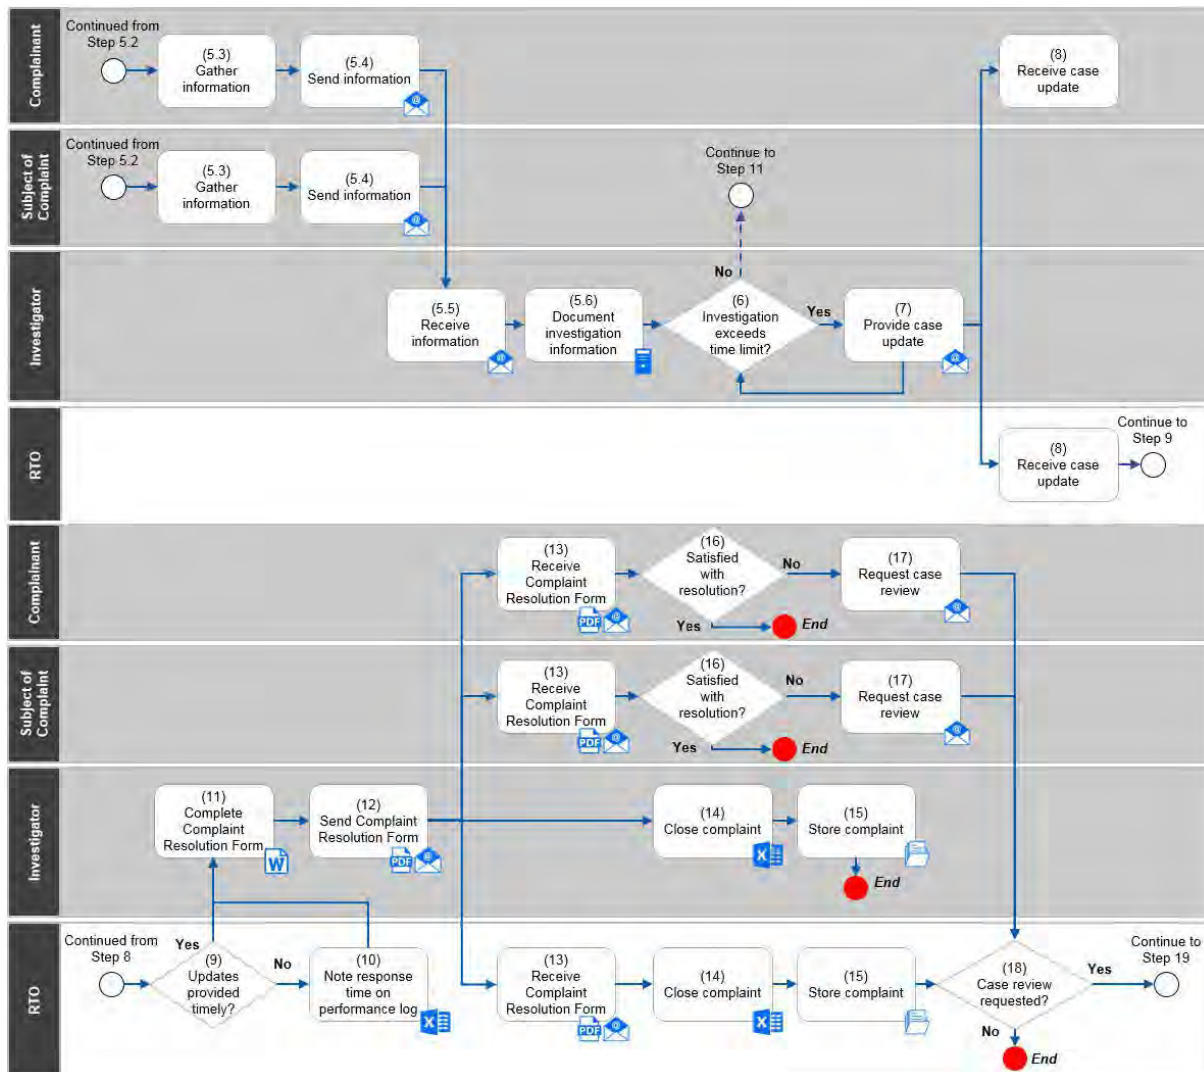 Complainant
Continued from
Step 5.2
(5.3)
Gather
information
(5.4)
Send information
@
(8)
Receive case
update
Subject of
Complaint
Continued from
Step 5.2
(5.3)
Gather
information
(5.4)
Send information
@
Continue to
Step 11
Investigator
(5.5)
Receive
information
@
(5.6)
Document
investigation
information
No
(6)
Investigation
exceeds
time limit?
Yes
(7)
Provide case
update
@
RTO
(8)
Receive case
update
Continue to
Step 9
Complainant
(13)
Receive
Complaint
Resolution Form
PDF
@
(16)
Satisfied
with
resolution?
No
Yes
End
(17)
Request case
review
@
Subject of
Complaint
(13)
Receive
Complaint
Resolution Form
PDF
@
(16)
Satisfied
with
resolution?
No
Yes
End
(17)
Request case
review
@
Investigator
(11)
Complete
Complaint
Resolution Form
W
(12)
Send Complaint
Resolution Form
PDF
@
(14)
Close complaint
X
(15)
Store complaint
End
RTO
Continued from
Step 8
Yes
(9)
Updates
provided
timely?
No
(10)
Note response
time on
performance log
X
(13)
Receive
Complaint
Resolution Form
PDF
@
(14)
Close complaint
X
(15)
Store complaint
(18)
Case review
requested?
Yes
Continue to
Step 19
No
End